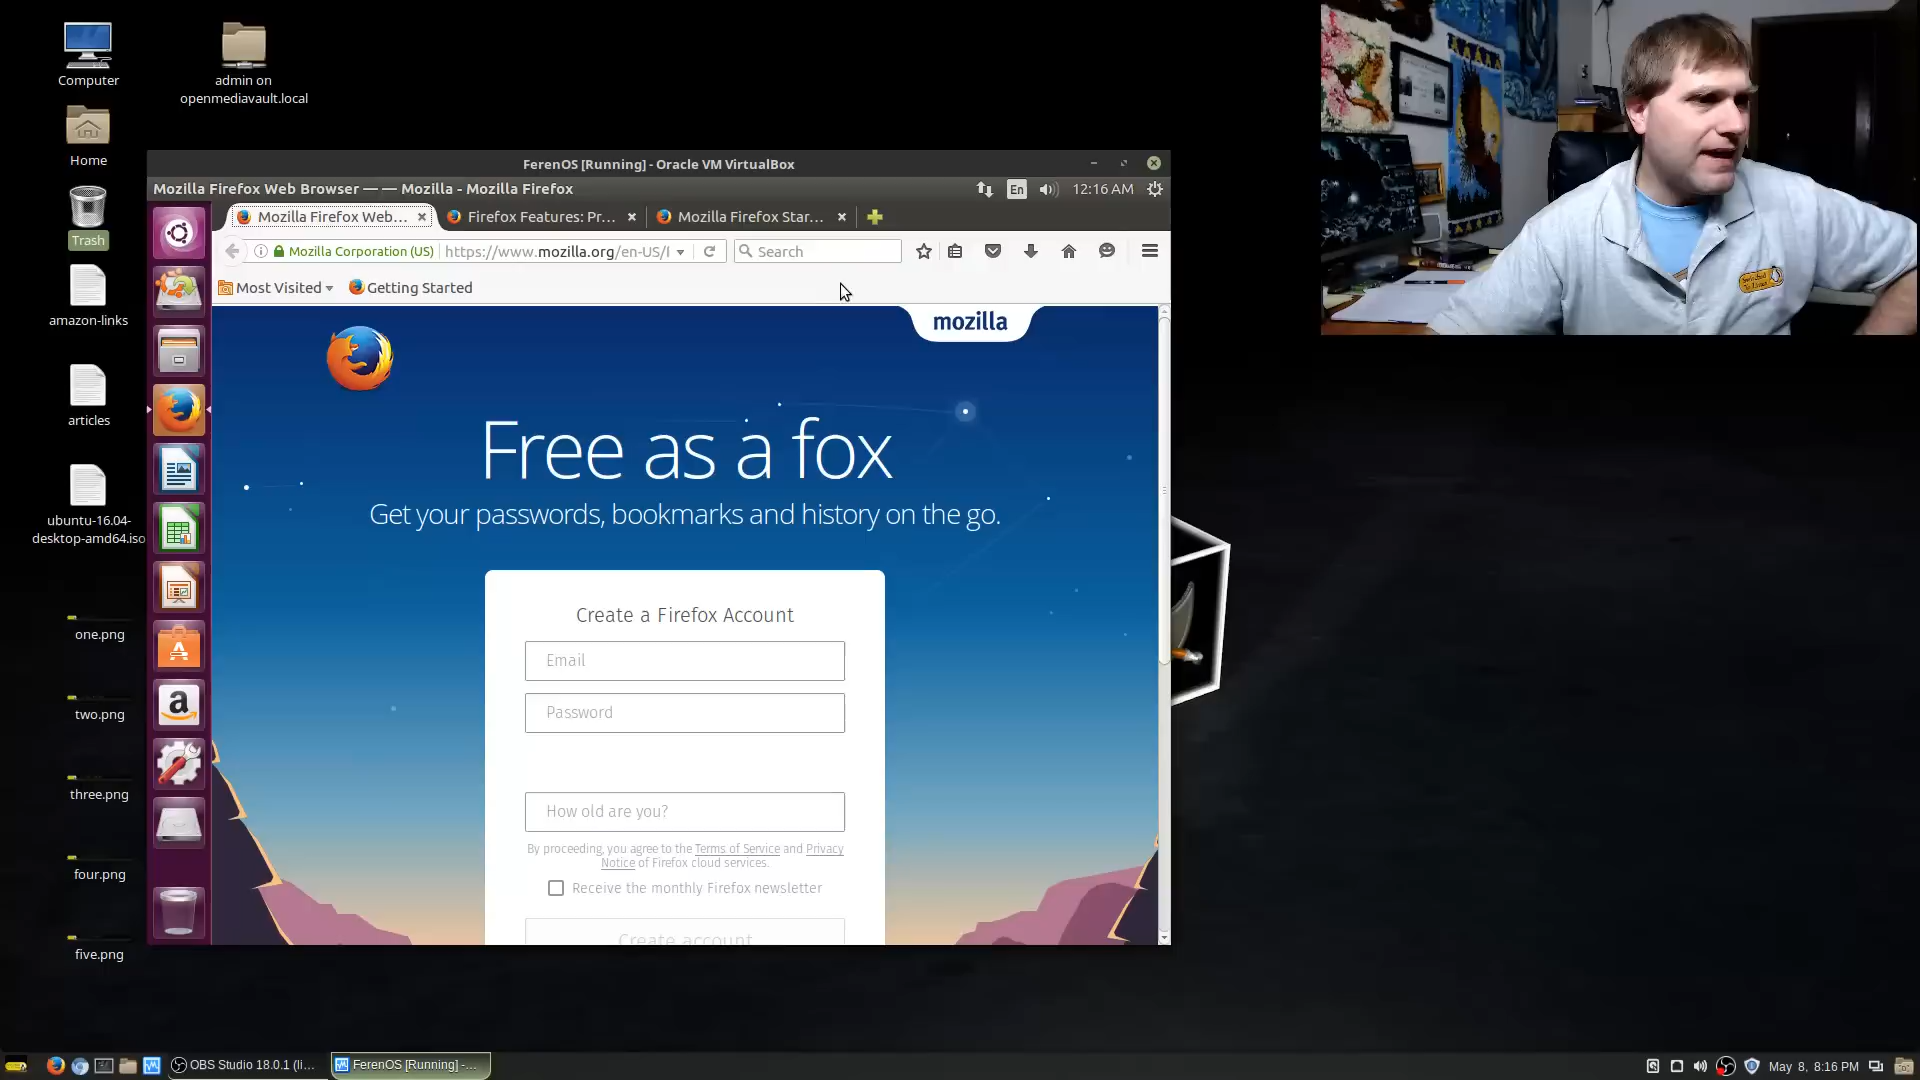 Computer
admin on
openmediavault.local
Home
Trash
amazon-links
articles
ubuntu-16.04-
desktop-amd64.iso
one.png
two.png
three.png
four.png
five.png
FerenOS [Running] - Oracle VM VirtualBox
Mozilla Firefox Web Browser — — Mozilla - Mozilla Firefox
En
12:16 AM
Mozilla Firefox Web...
Firefox Features: Pr...
Mozilla Firefox Star...
Mozilla Corporation (US)
https://www.mozilla.org/en-US/
Search
Most Visited
Getting Started
mozilla
Free as a fox
Get your passwords, bookmarks and history on the go.
Create a Firefox Account
Email
Password
How old are you?
By proceeding, you agree to the Terms of Service and Privacy
Notice of Firefox cloud services.
Receive the monthly Firefox newsletter
Create account
OBS Studio 18.0.1 (li...
FerenOS [Running] -...
May 8, 8:16 PM